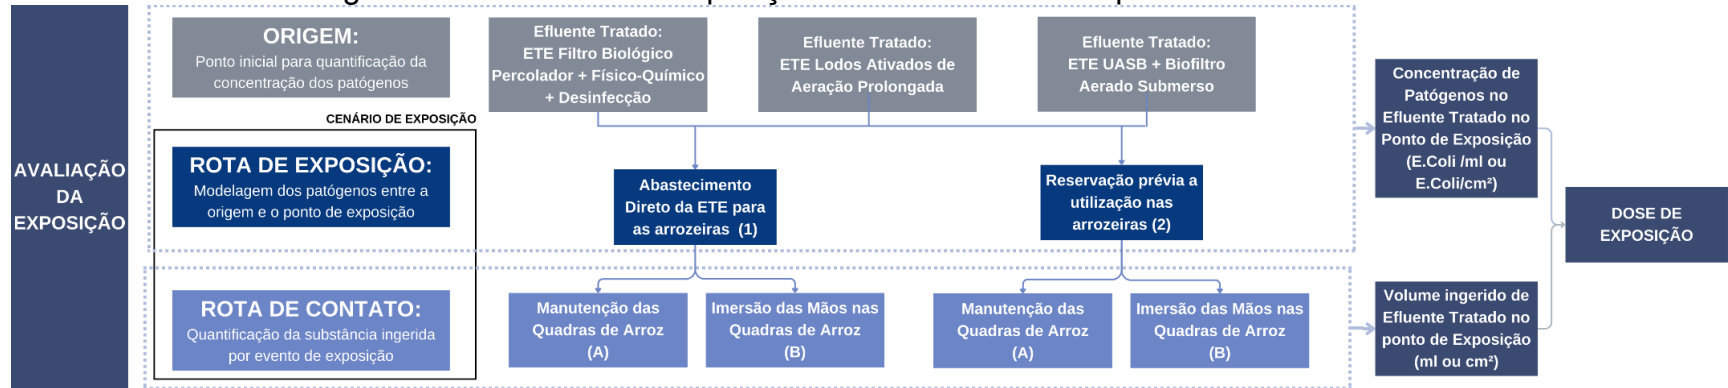 AVALIAÇÃO
DA
EXPOSIÇÃO
ORIGEM:
Ponto inicial para quantificação da
concentração dos patógenos
Efluente Tratado:
ETE Filtro Biológico
Percolador + Físico-Químico
+ Desinfecção
Efluente Tratado:
ETE Lodos Ativados de
Aeração Prolongada
Efluente Tratado:
ETE UASB + Biofiltro
Aerado Submerso
CENÁRIO DE EXPOSIÇÃO
ROTA DE EXPOSIÇÃO:
Modelagem dos patógenos entre a
origem e o ponto de exposição
Abastecimento
Direto da ETE para
as arrozeiras (1)
Reservação prévia a
utilização nas
arrozeiras (2)
ROTA DE CONTATO:
Quantificação da substância ingerida
por evento de exposição
Manutenção das
Quadras de Arroz
(A)
Imersão das Mãos nas
Quadras de Arroz
(B)
Manutenção das
Quadras de Arroz
(A)
Imersão das Mãos nas
Quadras de Arroz
(B)
Concentração de
Patógenos no
Efluente Tratado no
Ponto de Exposição
(E.Coli /ml ou
E.Coli/cm²)
Volume ingerido de
Efluente Tratado no
ponto de Exposição
(ml ou cm²)
DOSE DE
EXPOSIÇÃO